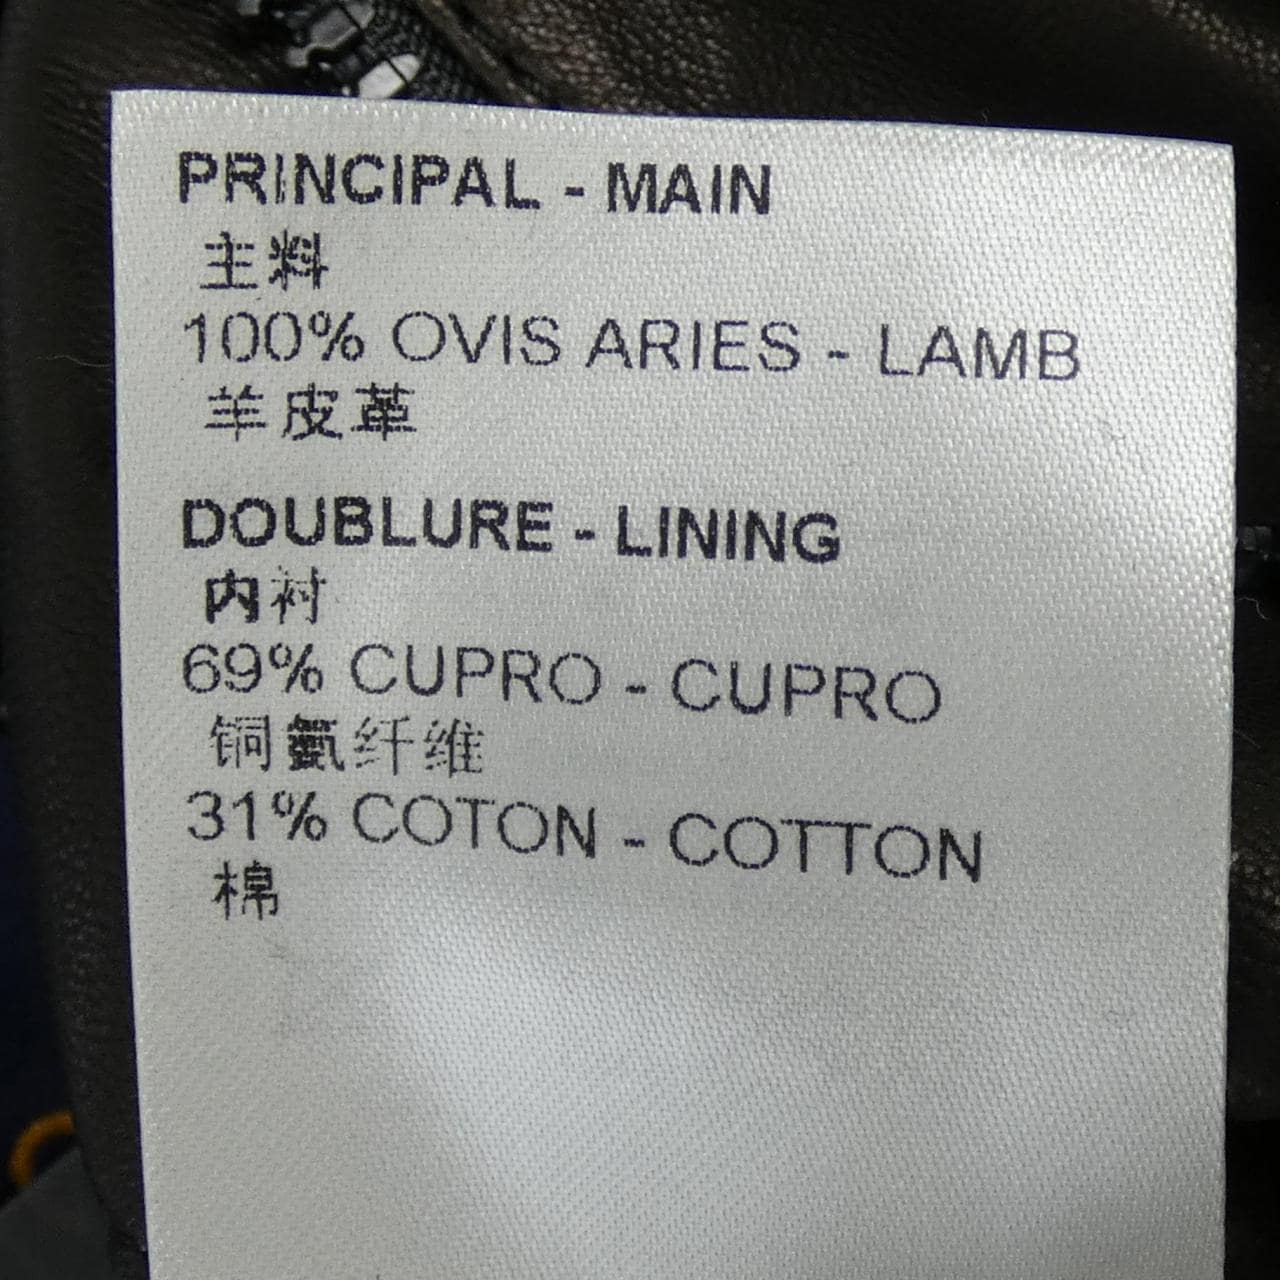 PRINCIPAL - MAIN
主料
100% OVIS ARIES - LAMB
羊皮革
DOUBLURE - LINING
内衬
69% CUPRO - CUPRO
铜氨纤维
31% COTON - COTTON
棉